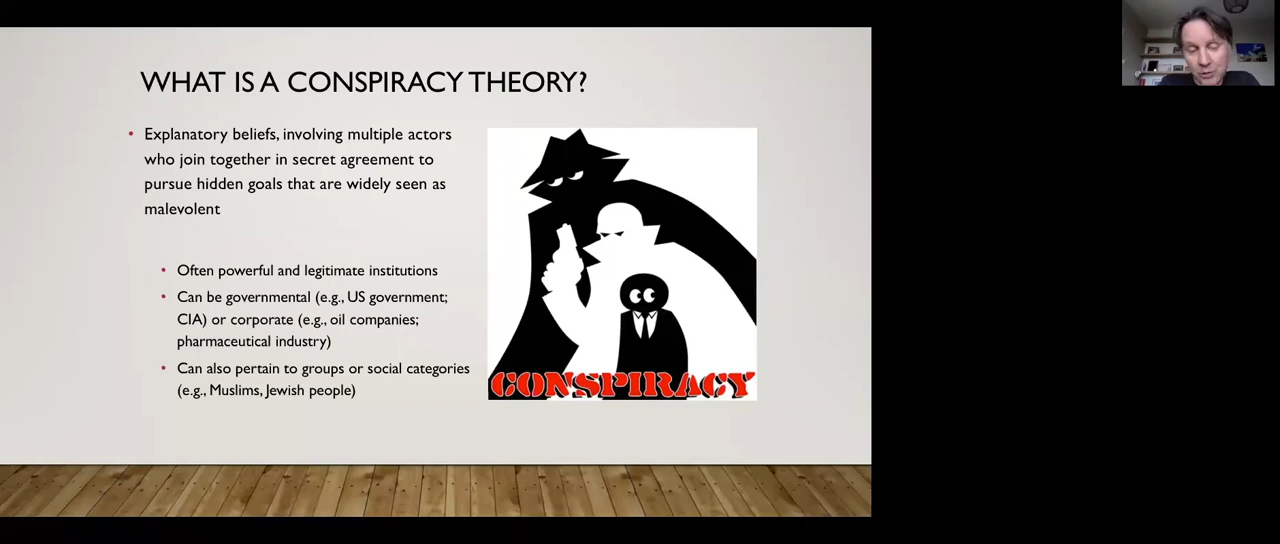 WHAT IS A CONSPIRACY THEORY?
• Explanatory beliefs, involving multiple actors
who join together in secret agreement to
pursue hidden goals that are widely seen as
malevolent
• Often powerful and legitimate institutions
• Can be governmental (e.g., US government;
CIA) or corporate (e.g., oil companies;
pharmaceutical industry)
• Can also pertain to groups or social categories
(e.g., Muslims, Jewish people)
CONSPIRACY